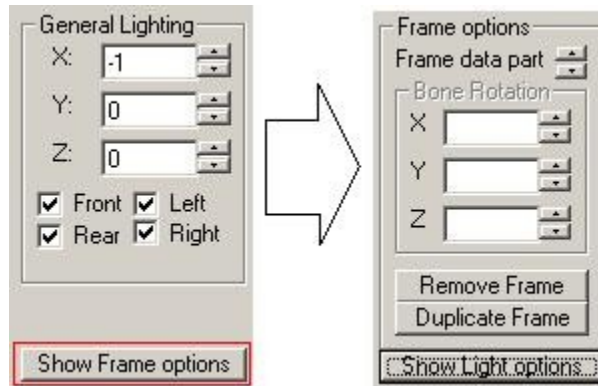 General Lighting
X: -1
Y: 0
Z: 0
Front Left
Rear Right
Show Frame options
Frame options
Frame data part
Bone Rotation
X
Y
Z
Remove Frame
Duplicate Frame
Show Light options